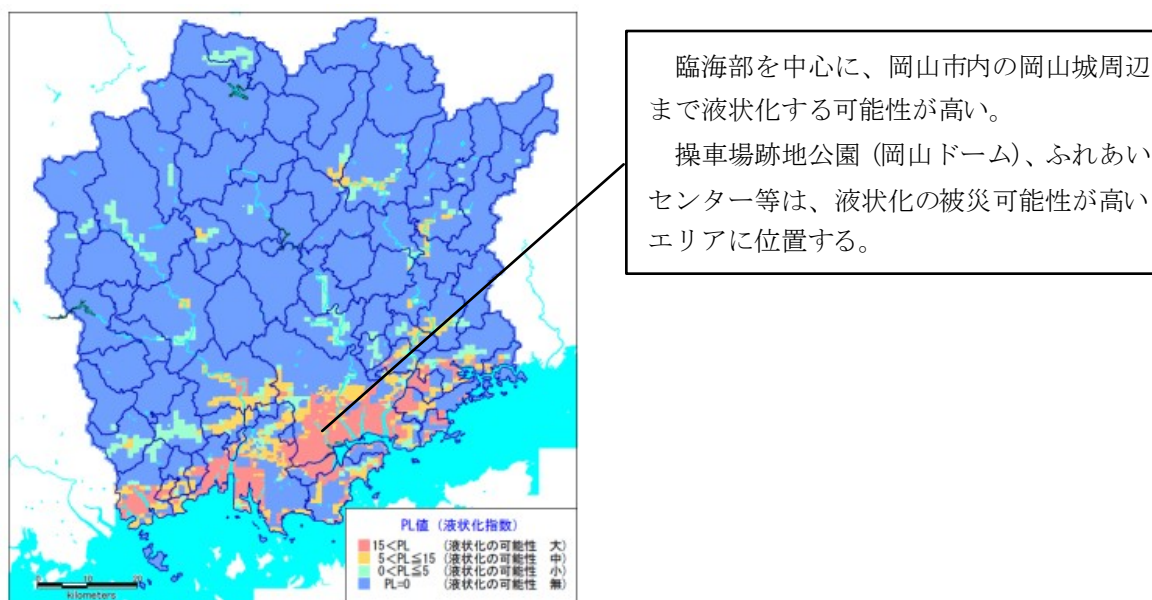 臨海部を中心に、岡山市内の岡山城周辺
まで液状化する可能性が高い。
操車場跡地公園（岡山ドーム）、ふれあい
センター等は、液状化の被災可能性が高い
エリアに位置する。
PL値（液状化指数）
15<PL （液状化の可能性 大）
5<PL≦15 （液状化の可能性 中）
0<PL≦5 （液状化の可能性 小）
PL=0 （液状化の可能性 無）
0 10 20
kilometers